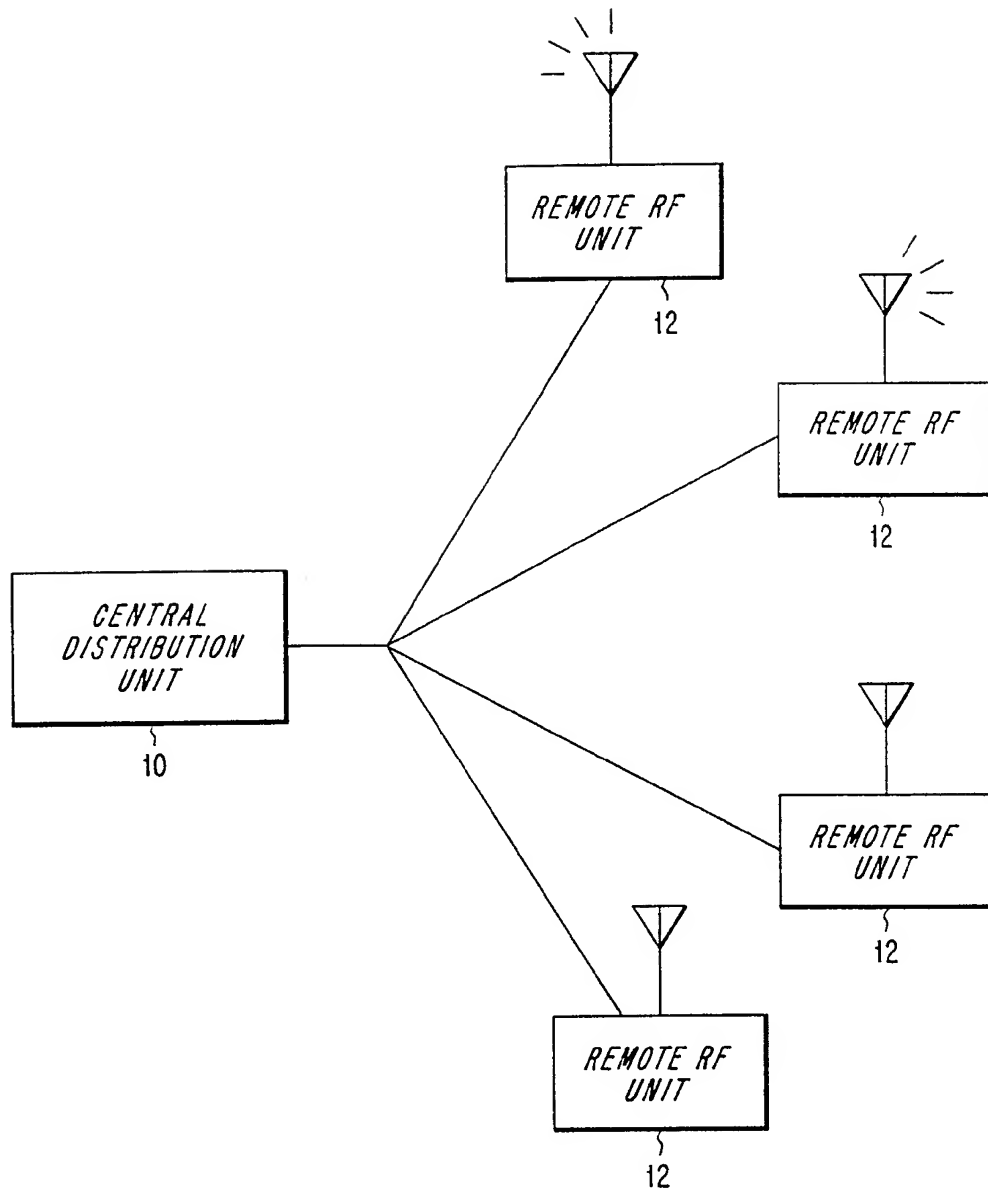 REMOTE RF
UNIT
12
REMOTE RF
UNIT
12
CENTRAL
DISTRIBUTION
UNIT
10
REMOTE RF
UNIT
12
REMOTE RF
UNIT
12